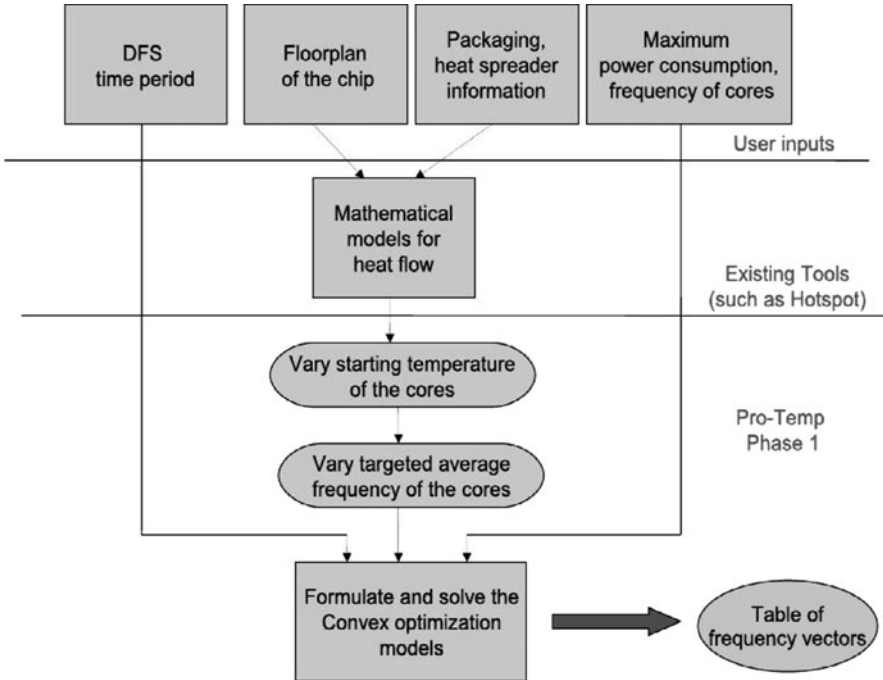 DFS
time period
Floorplan
of the chip
Packaging,
heat spreader
information
Maximum
power consumption,
frequency of cores
User inputs
Mathematical
models for
heat flow
Existing Tools
(such as Hotspot)
Vary starting temperature
of the cores
Pro-Temp
Phase 1
Vary targeted average
frequency of the cores
Formulate and solve the
Convex optimization
models
Table of
frequency vectors